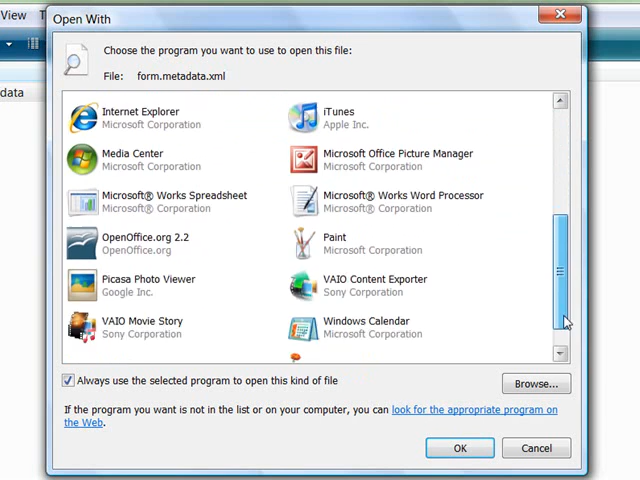 View
data
Open With
Choose the program you want to use to open this file:
File: form.metadata.xml
Internet Explorer
Microsoft Corporation
iTunes
Apple Inc.
Media Center
Microsoft Corporation
Microsoft Office Picture Manager
Microsoft Corporation
Microsoft® Works Spreadsheet
Microsoft® Corporation
Microsoft® Works Word Processor
Microsoft® Corporation
OpenOffice.org 2.2
OpenOffice.org
Paint
Microsoft Corporation
Picasa Photo Viewer
Google Inc.
VAIO Content Exporter
Sony Corporation
VAIO Movie Story
Sony Corporation
Windows Calendar
Microsoft Corporation
Always use the selected program to open this kind of file
Browse...
If the program you want is not in the list or on your computer, you can look for the appropriate program on
the Web.
OK
Cancel